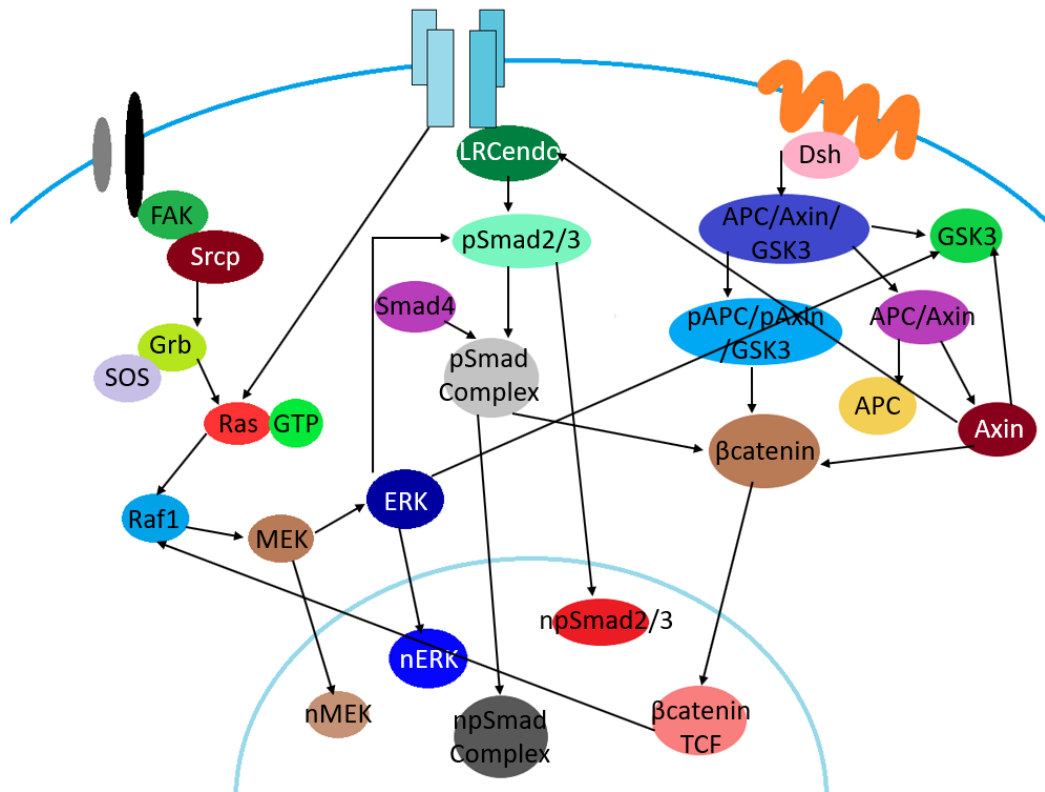 LRCendo
Dsh
FAK
Srcp
pSmad2/3
APC/Axin/
GSK3
GSK3
Smad4
pAPC/pAxin
/GSK3
APC/Axin
Grb
SOS
pSmad
Complex
Ras
GTP
APC
Axin
βcatenin
ERK
Raf1
MEK
npSmad2/3
nERK
nMEK
npSmad
Complex
βcatenin
TCF